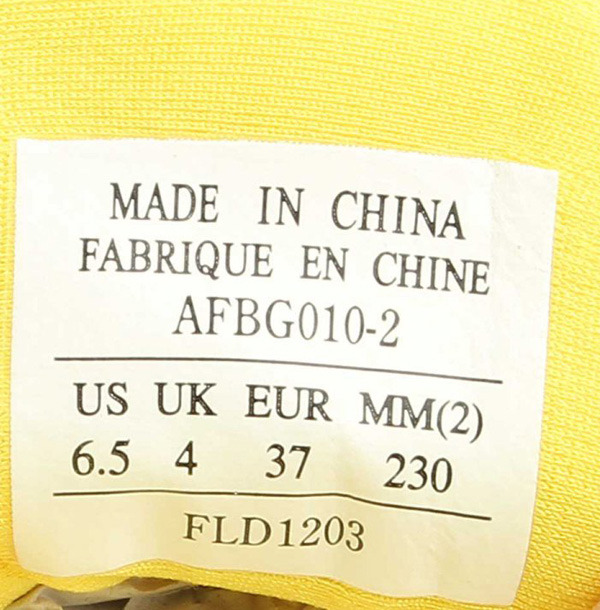 MADE IN CHINA
FABRIQUE EN CHINE
AFBG010-2
US UK EUR MM(2)
6.5 4 37 230
FLD1203